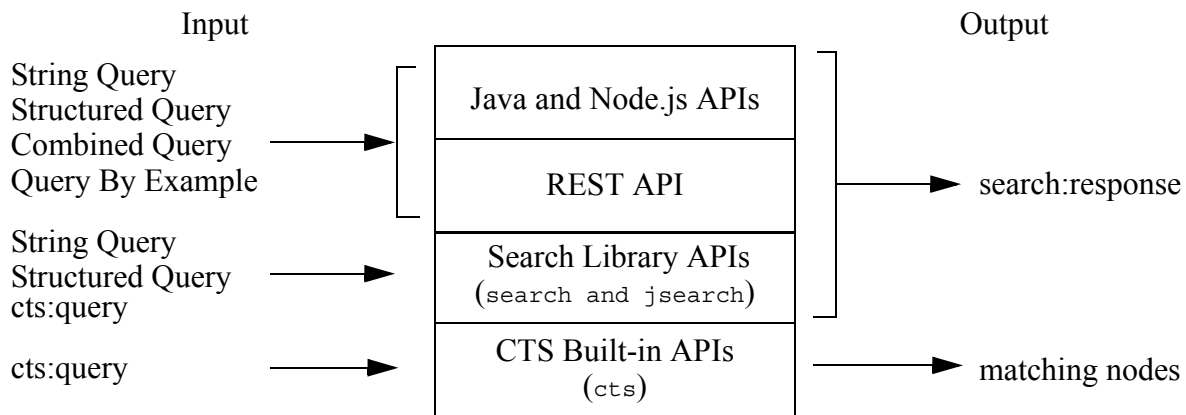 Input
Output
String Query
Structured Query
Combined Query
Query By Example
Java and Node.js APIs
REST API
search:response
String Query
Structured Query
cts:query
Search Library APIs
(search and jsearch)
cts:query
CTS Built-in APIs
(cts)
matching nodes